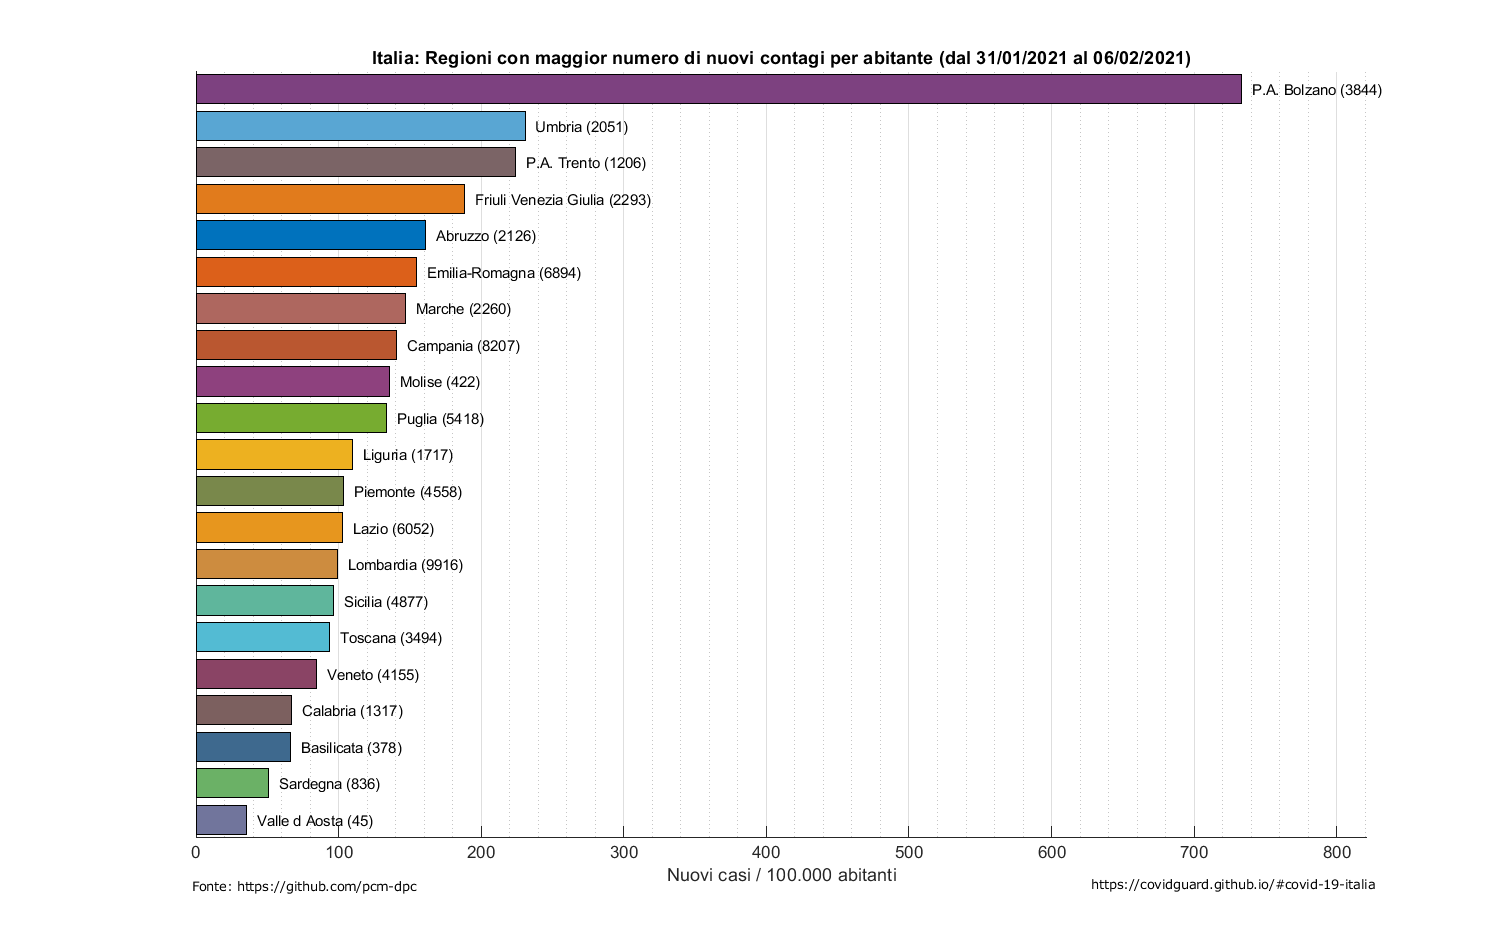 Italia: Regioni con maggior numero di nuovi contagi per abitante (dal 31/01/2021 al 06/02/2021)
P.A. Bolzano (3844)
Umbria (2051)
P.A. Trento (1206)
Friuli Venezia Giulia (2293)
Abruzzo (2126)
Emilia-Romagna (6894)
Marche (2260)
Campania (8207)
Molise (422)
Puglia (5418)
Liguria (1717)
Piemonte (4558)
Lazio (6052)
Lombardia (9916)
Sicilia (4877)
Toscana (3494)
Veneto (4155)
Calabria (1317)
Basilicata (378)
Sardegna (836)
Valle d Aosta (45)
0 100 200 300 400 500 600 700 800
Nuovi casi / 100.000 abitanti
Fonte: https://github.com/pcm-dpc
https://covidguard.github.io/#covid-19-italia